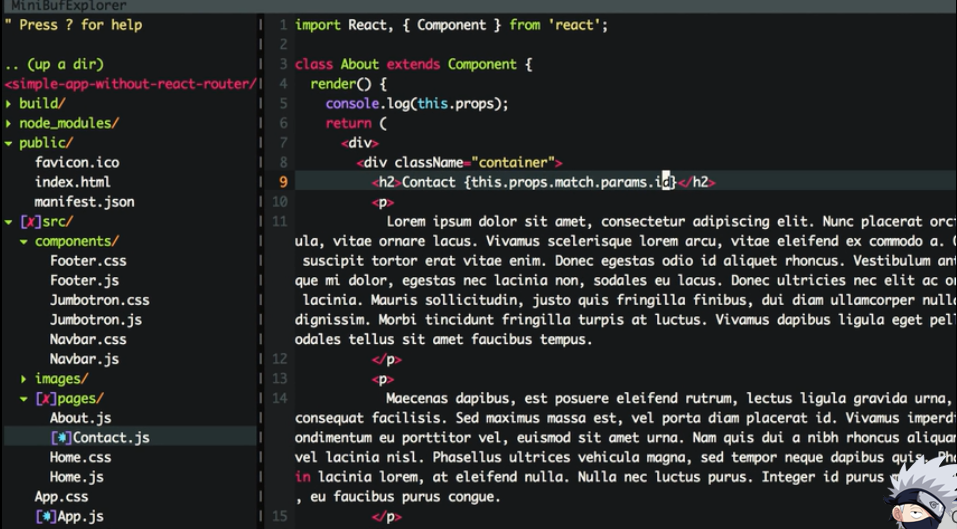 MiniBufExplorer
" Press ? for help
.. (up a dir)
<simple-app-without-react-router/
▸ build/
▸ node_modules/
▾ public/
favicon.ico
index.html
manifest.json
▾ [✗]src/
▾ components/
Footer.css
Footer.js
Jumbotron.css
Jumbotron.js
Navbar.css
Navbar.js
▸ images/
▾ [✗]pages/
About.js
[✹]Contact.js
Home.css
Home.js
App.css
[✹]App.js
1 import React, { Component } from 'react';
2
3 class About extends Component {
4 render() {
5 console.log(this.props);
6 return (
7 <div>
8 <div className="container">
9 <h2>Contact {this.props.match.params.id}</h2>
10 <p>
11 Lorem ipsum dolor sit amet, consectetur adipiscing elit. Nunc placerat orc
ula, vitae ornare lacus. Vivamus scelerisque lorem arcu, vitae eleifend ex commodo a.
suscipit tortor erat vitae enim. Donec egestas odio id aliquet rhoncus. Vestibulum ant
que mi dolor, egestas nec lacinia non, sodales eu lacus. Donec ultricies nec elit ac o
lacinia. Mauris sollicitudin, justo quis fringilla finibus, dui diam ullamcorper null
dignissim. Morbi tincidunt fringilla turpis at luctus. Vivamus dapibus ligula eget pel
odales tellus sit amet faucibus tempus.
12 </p>
13 <p>
14 Maecenas dapibus, est posuere eleifend rutrum, lectus ligula gravida urna,
consequat facilisis. Sed maximus massa est, vel porta diam placerat id. Vivamus imperd
ondimentum eu porttitor vel, euismod sit amet urna. Nam quis dui a nibh rhoncus aliqua
vel lacinia nisl. Phasellus ultrices vehicula magna, sed tempor neque dapibus quis. Ph
in lacinia lorem, at eleifend nulla. Nulla nec luctus purus. Integer id purus
, eu faucibus purus congue.
15 </p>